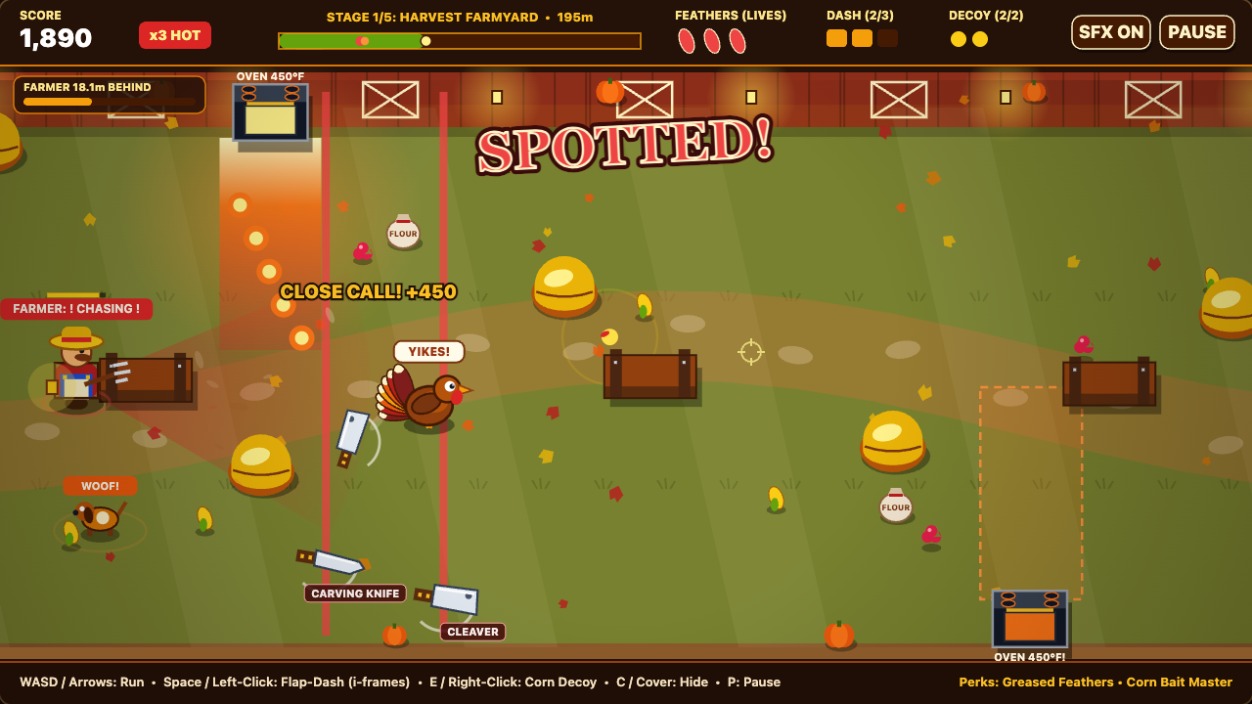 SCORE
1,890
x3 HOT
STAGE 1/5: HARVEST FARMYARD • 195m
FEATHERS (LIVES)
DASH (2/3)
DECOY (2/2)
SFX ON
PAUSE
FARMER 18.1m BEHIND
OVEN 450°F
SPOTTED!
FLOUR
CLOSE CALL! +450
FARMER: ! CHASING !
YIKES!
WOOF!
FLOUR
CARVING KNIFE
CLEAVER
OVEN 450°F!
WASD / Arrows: Run • Space / Left-Click: Flap-Dash (i-frames) • E / Right-Click: Corn Decoy • C / Cover: Hide • P: Pause
Perks: Greased Feathers • Corn Bait Master